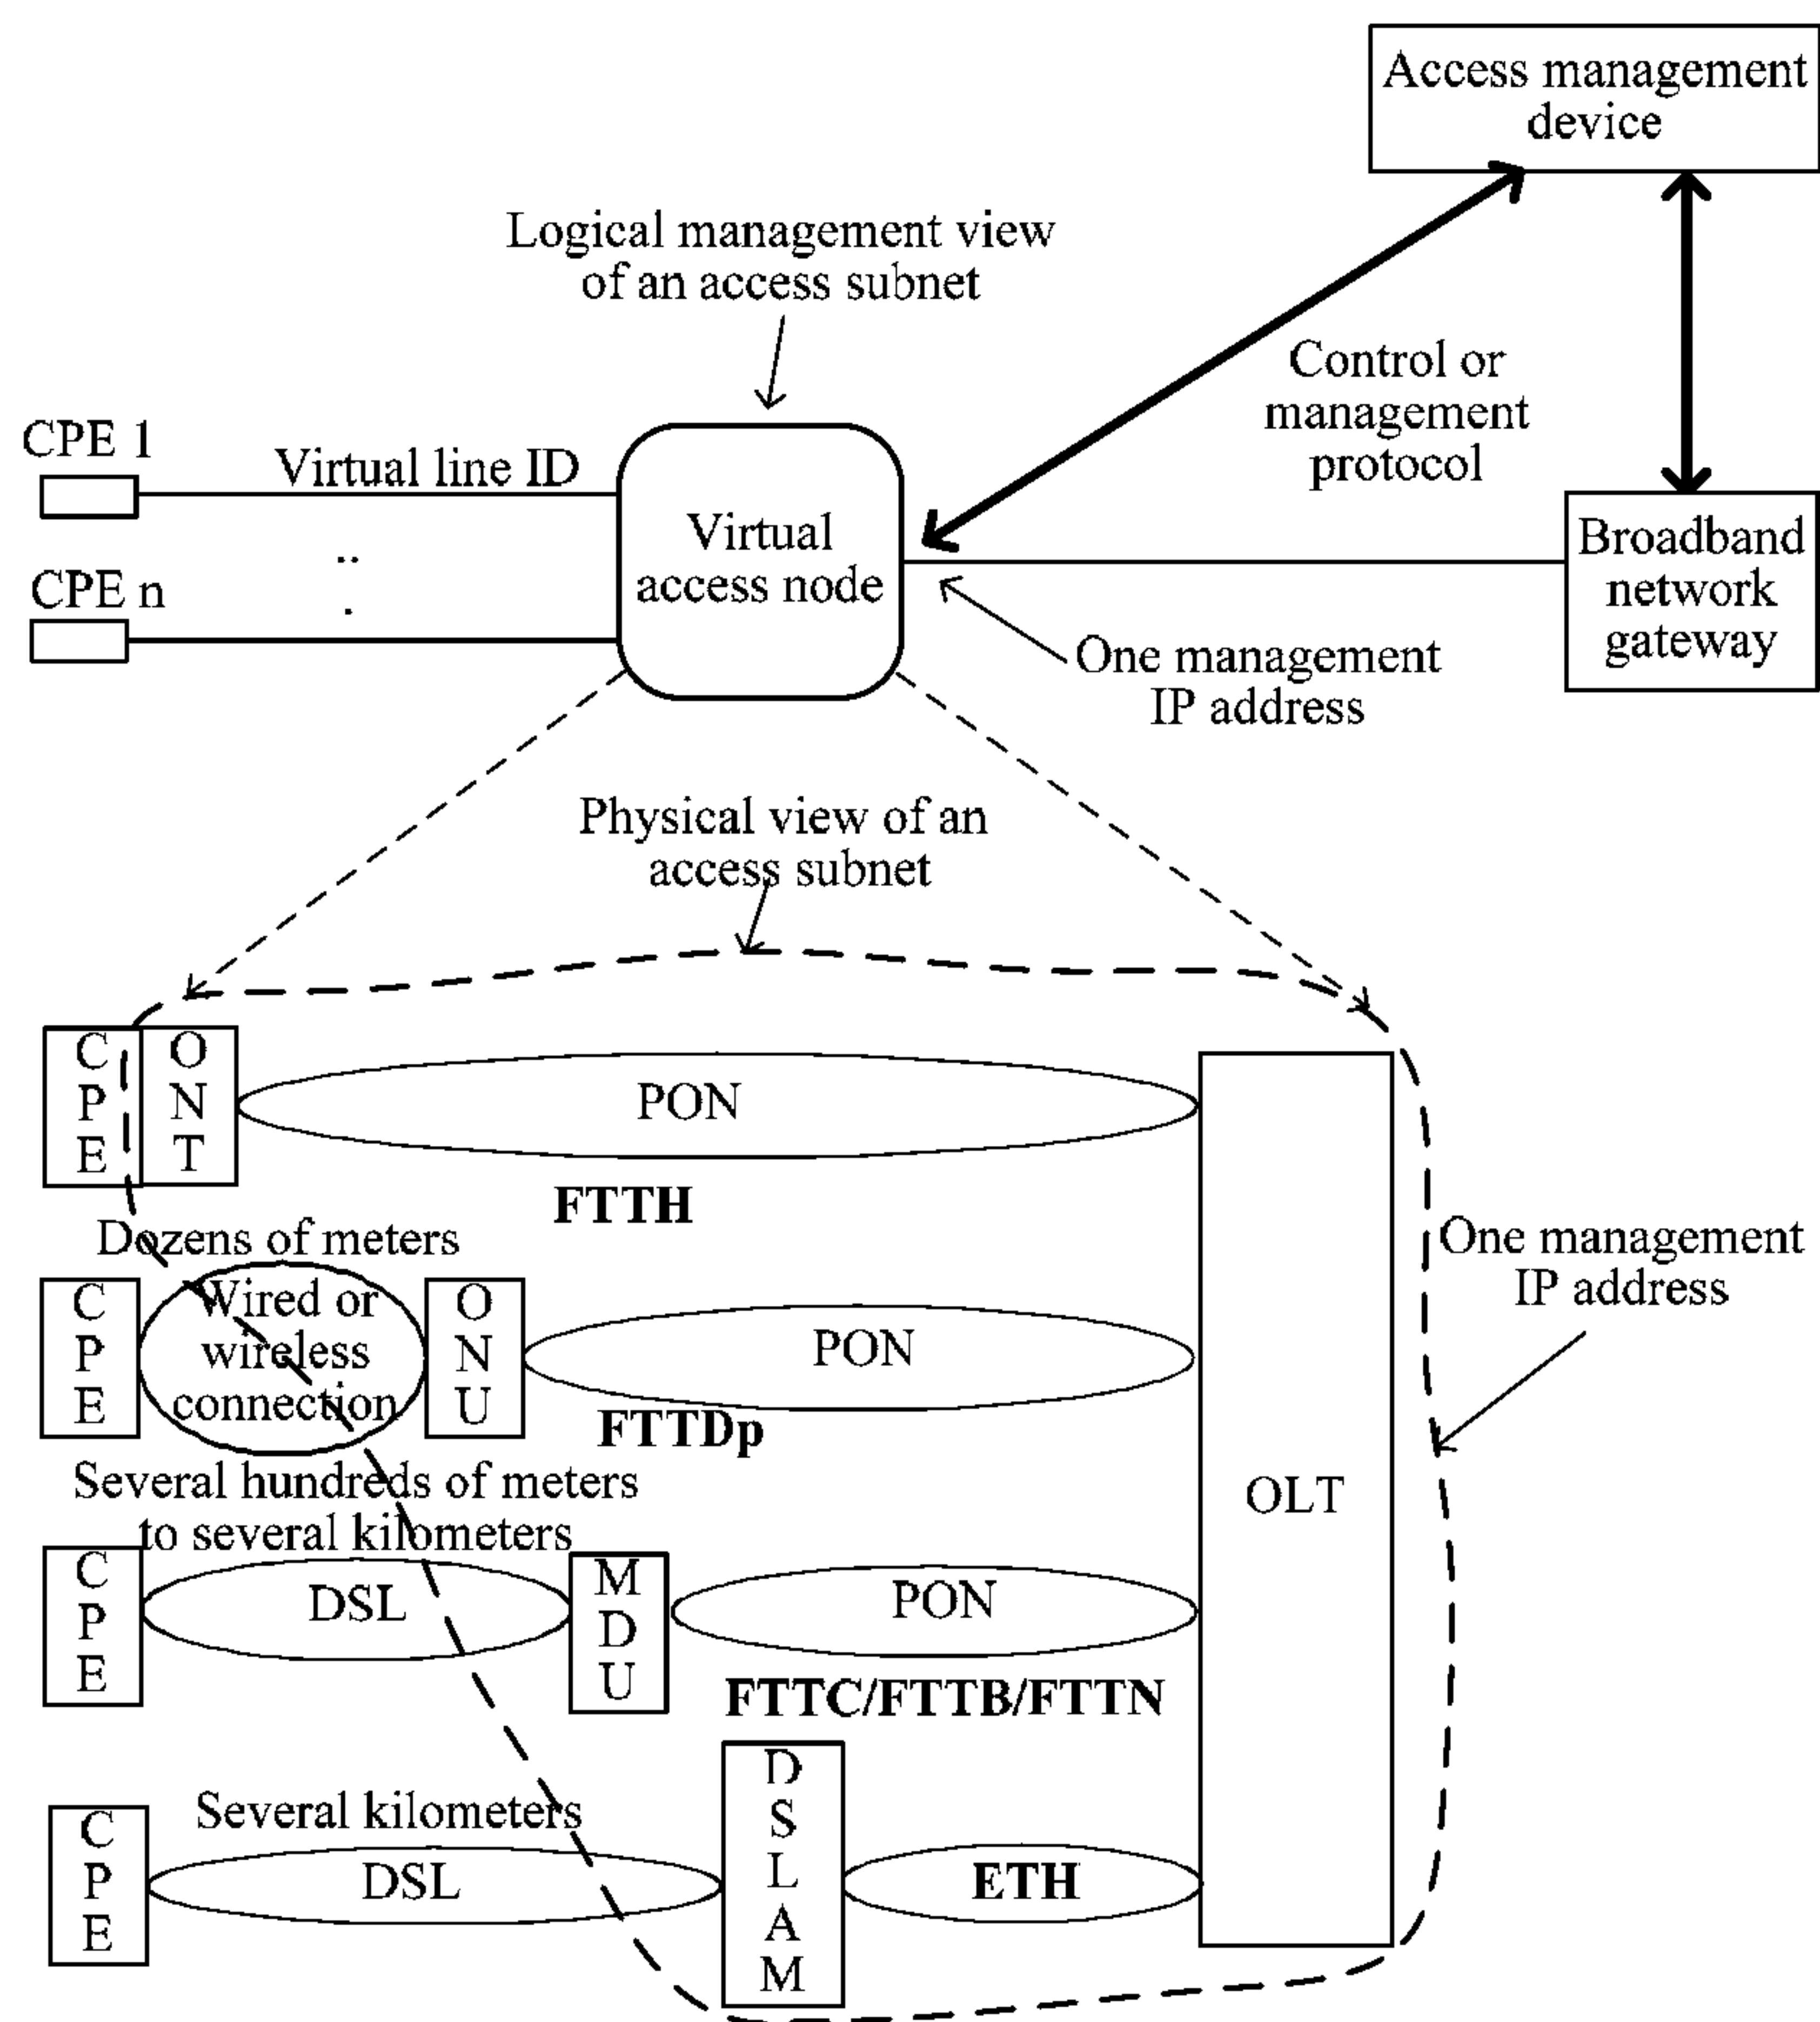 Access management
device
Logical management view
of an access subnet
Control or
management
protocol
CPE 1
Virtual line ID
Virtual
access node
CPE n
Broadband
network
gateway
One management
IP address
Physical view of an
access subnet
C
P
E
O
N
T
PON
FTTH
Dozens of meters
One management
IP address
C
P
E
Wired or
wireless
connection
O
N
U
PON
FTTDp
OLT
Several hundreds of meters
to several kilometers
C
P
E
DSL
M
D
U
PON
FTTC/FTTB/FTTN
Several kilometers
C
P
E
DSL
D
S
L
A
M
ETH